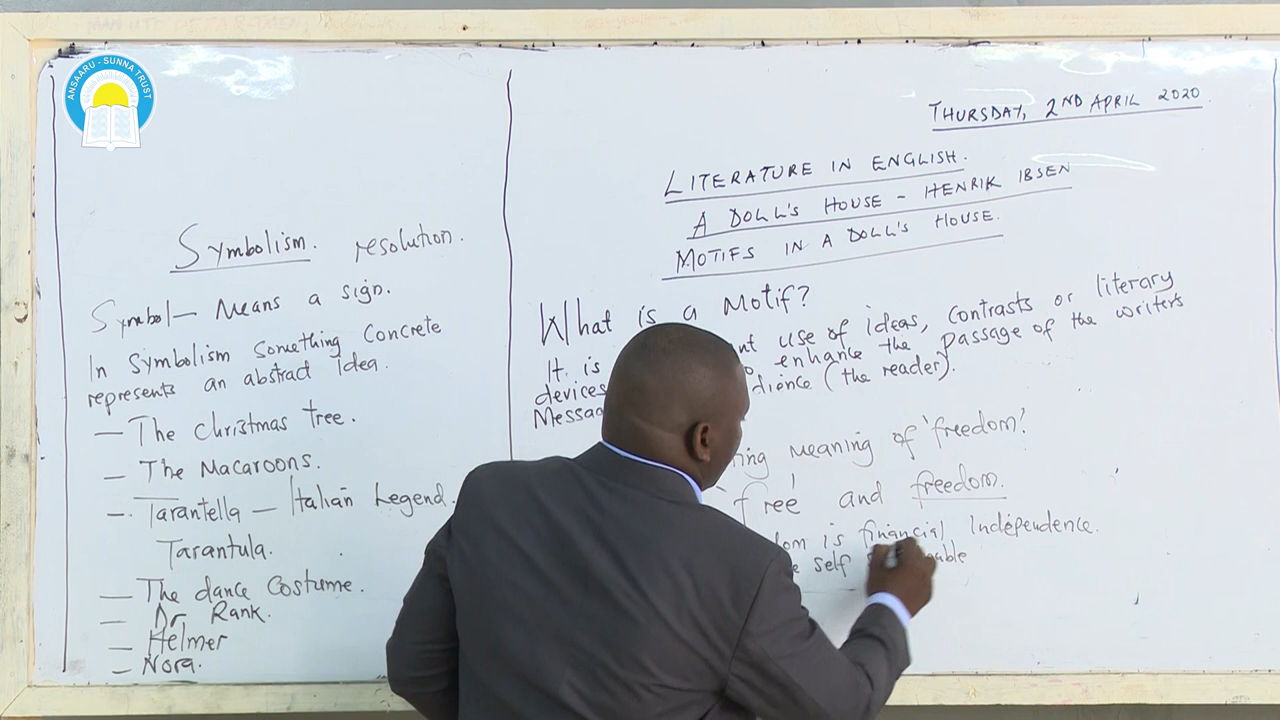 ANSAARU - SUNNA TRUST
Symbolism. resolution.
Symbol — Means a sign.
In Symbolism Something Concrete
represents an abstract idea.
— The Christmas tree.
— The Macaroons.
— Tarantella — Italian Legend.
Tarantula.
— The dance Costume.
— Dr Rank.
— Helmer
— Nora.
THURSDAY, 2ND APRIL 2020
LITERATURE IN ENGLISH.
A DOLL'S HOUSE - HENRIK IBSEN
MOTIFS IN A DOLL'S HOUSE.
What is a Motif?
It is use of ideas, Contrasts or literary
devices enhance the passage of the writers
(the reader).
meaning of 'freedom'.
'free' and freedom.
is financial independence.
self